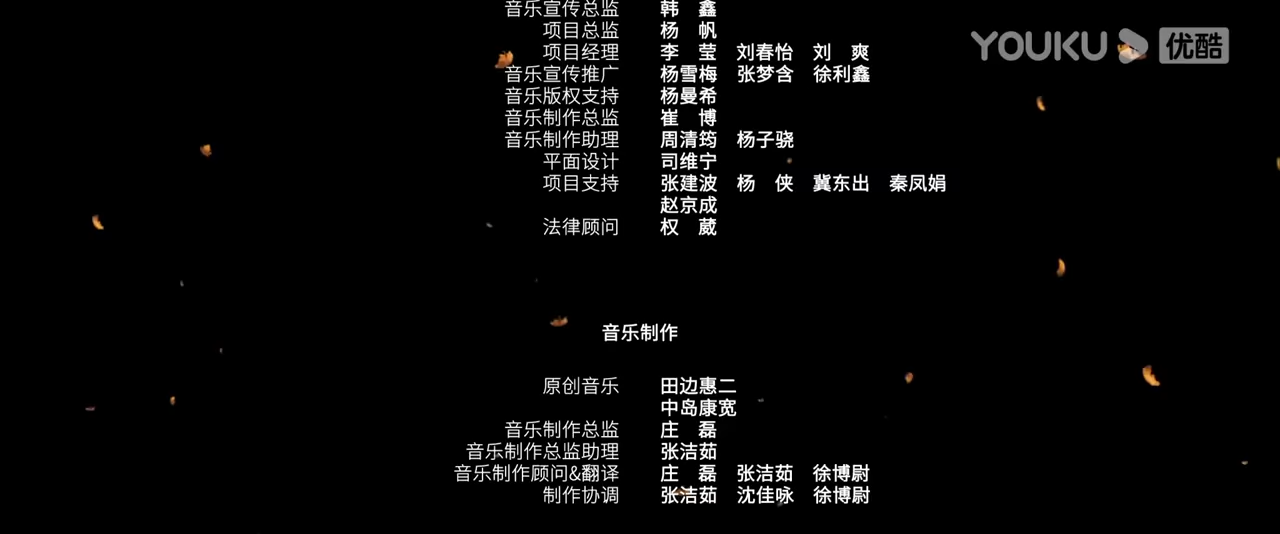 音乐宣传总监 韩 鑫
项目总监 杨 帆
YOUKU 优酷
项目经理 李 莹 刘春怡 刘 爽
音乐宣传推广 杨雪梅 张梦含 徐利鑫
音乐版权支持 杨曼希
音乐制作总监 崔 博
音乐制作助理 周清筠 杨子骁
平面设计 司维宁
项目支持 张建波 杨 侠 冀东出 秦凤娟
赵京成
法律顾问 权 葳
音乐制作
原创音乐 田边惠二
中岛康宽
音乐制作总监 庄 磊
音乐制作总监助理 张洁茹
音乐制作顾问&翻译 庄 磊 张洁茹 徐博尉
制作协调 张洁茹 沈佳咏 徐博尉